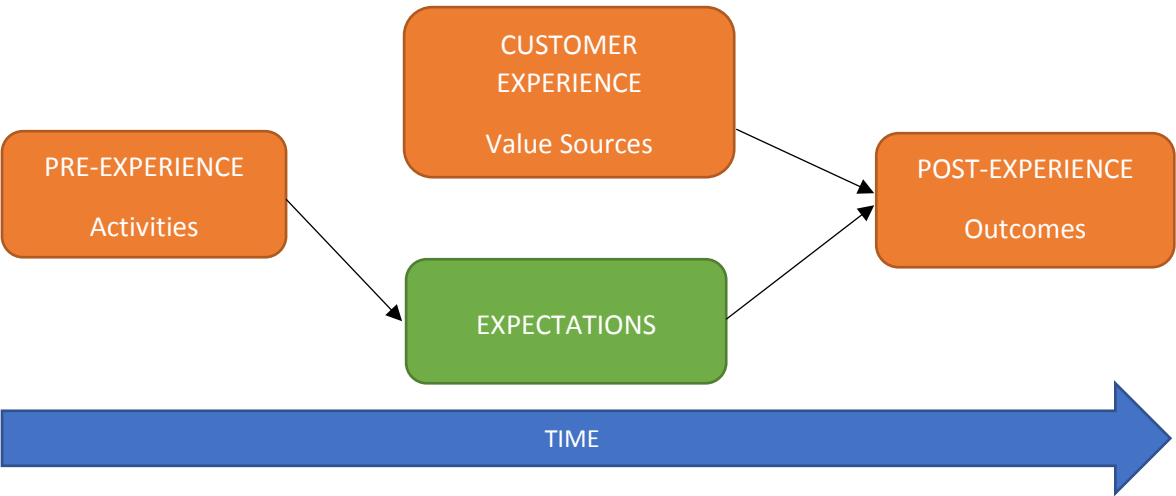 CUSTOMER
EXPERIENCE
Value Sources
PRE-EXPERIENCE
Activities
POST-EXPERIENCE
Outcomes
EXPECTATIONS
TIME